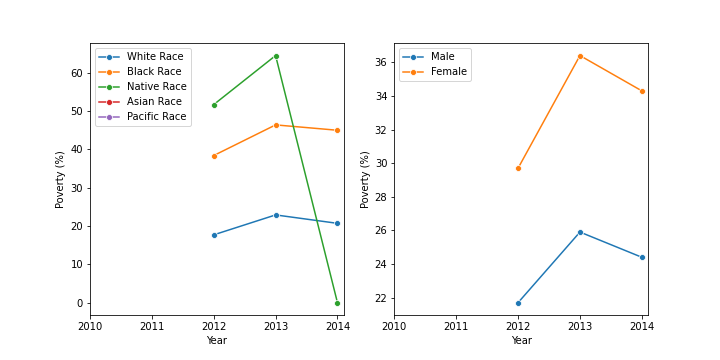 White Race
Black Race
Native Race
Asian Race
Pacific Race
Poverty (%)
60
50
40
30
20
10
0
2010 2011 2012 2013 2014
Year
Male
Female
Poverty (%)
36
34
32
30
28
26
24
22
2010 2011 2012 2013 2014
Year